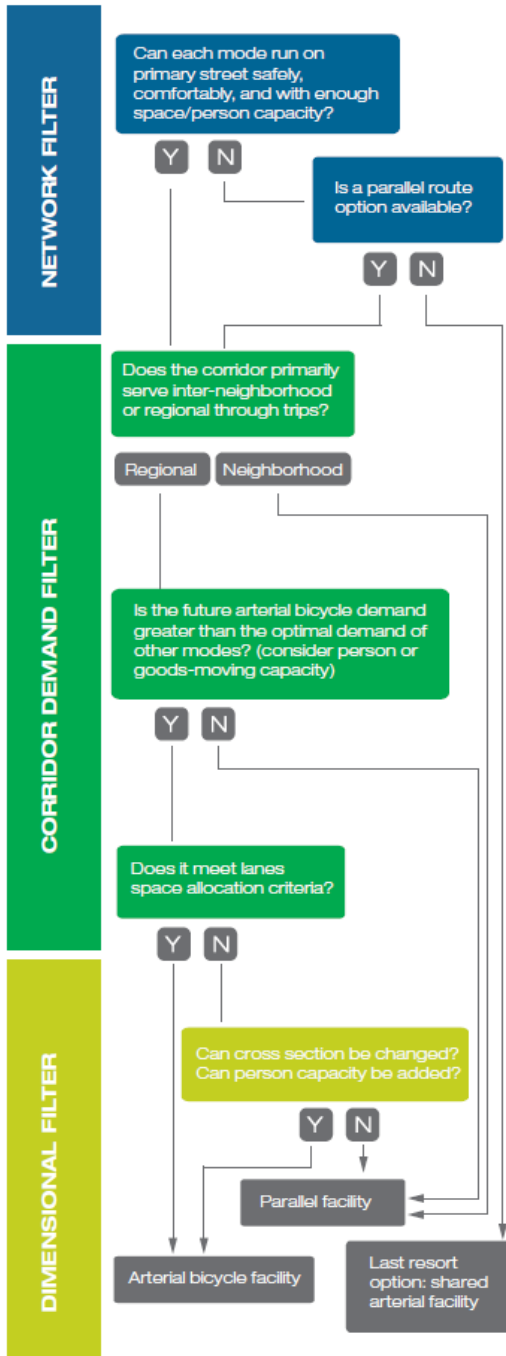 NETWORK FILTER
Can each mode run on
primary street safely,
comfortably, and with enough
space/person capacity?
Y
N
Is a parallel route
option available?
Y
N
CORRIDOR DEMAND FILTER
Does the corridor primarily
serve inter-neighborhood
or regional through trips?
Regional
Neighborhood
Is the future arterial bicycle demand
greater than the optimal demand of
other modes? (consider person or
goods-moving capacity)
Y
N
Does it meet lanes
space allocation criteria?
Y
N
DIMENSIONAL FILTER
Can cross section be changed?
Can person capacity be added?
Y
N
Parallel facility
Arterial bicycle facility
Last resort
option: shared
arterial facility